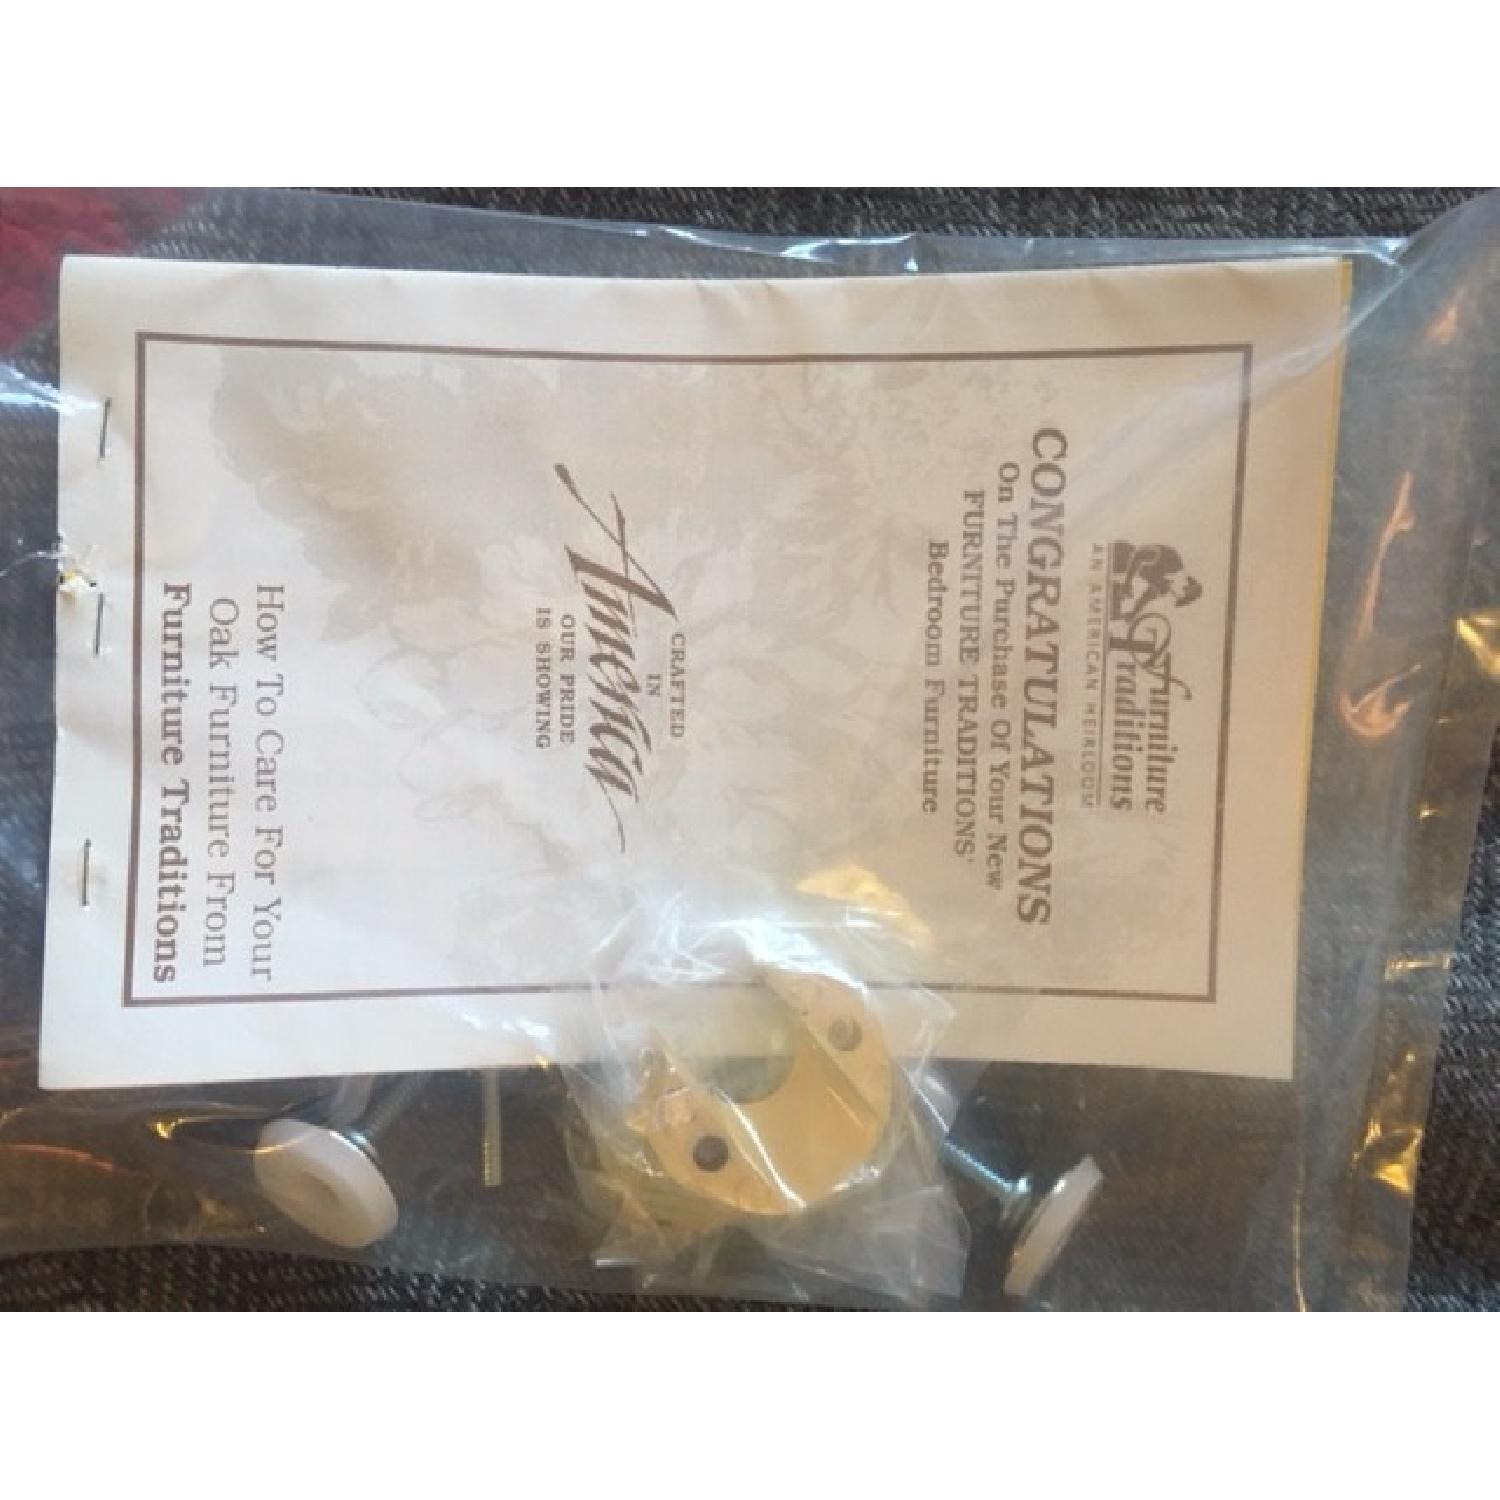 Furniture
Traditions
AN AMERICAN HEIRLOOM
CONGRATULATIONS
On The Purchase Of Your New
FURNITURE TRADITIONS'
Bedroom Furniture
CRAFTED
IN
America
OUR PRIDE
IS SHOWING
How To Care For Your
Oak Furniture From
Furniture Traditions